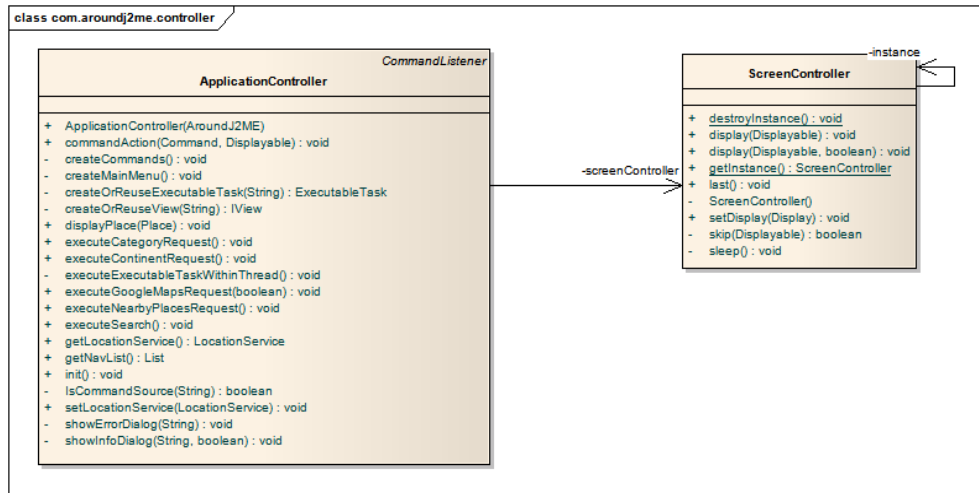 class com.aroundj2me.controller
CommandListener
ApplicationController
+ ApplicationController(AroundJ2ME)
+ commandAction(Command, Displayable) : void
- createCommands() : void
- createMainMenu() : void
- createOrReuseExecutableTask(String) : ExecutableTask
- createOrReuseView(String) : IView
+ displayPlace(Place) : void
+ executeCategoryRequest() : void
+ executeContinentRequest() : void
- executeExecutableTaskWithinThread() : void
+ executeGoogleMapsRequest(boolean) : void
+ executeNearbyPlacesRequest() : void
+ executeSearch() : void
+ getLocationService() : LocationService
+ getNavList() : List
+ init() : void
- IsCommandSource(String) : boolean
+ setLocationService(LocationService) : void
- showErrorDialog(String) : void
- showInfoDialog(String, boolean) : void
-screenController
-instance
ScreenController
+ destroyInstance() : void
+ display(Displayable) : void
+ display(Displayable, boolean) : void
+ getInstance() : ScreenController
+ last() : void
- ScreenController()
+ setDisplay(Display) : void
- skip(Displayable) : boolean
- sleep() : void